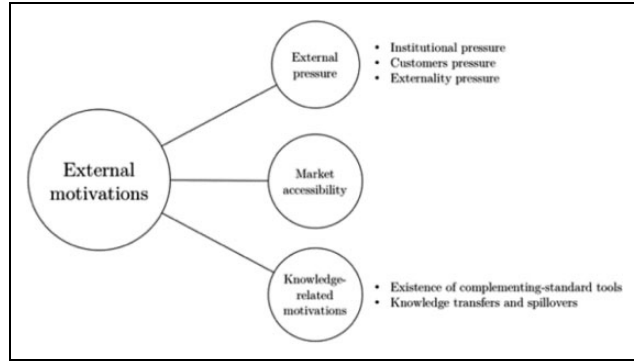 External
pressure
• Institutional pressure
• Customers pressure
• Externality pressure
External
motivations
Market
accessibility
Knowledge-
related
motivations
• Existence of complementing-standard tools
• Knowledge transfers and spillovers